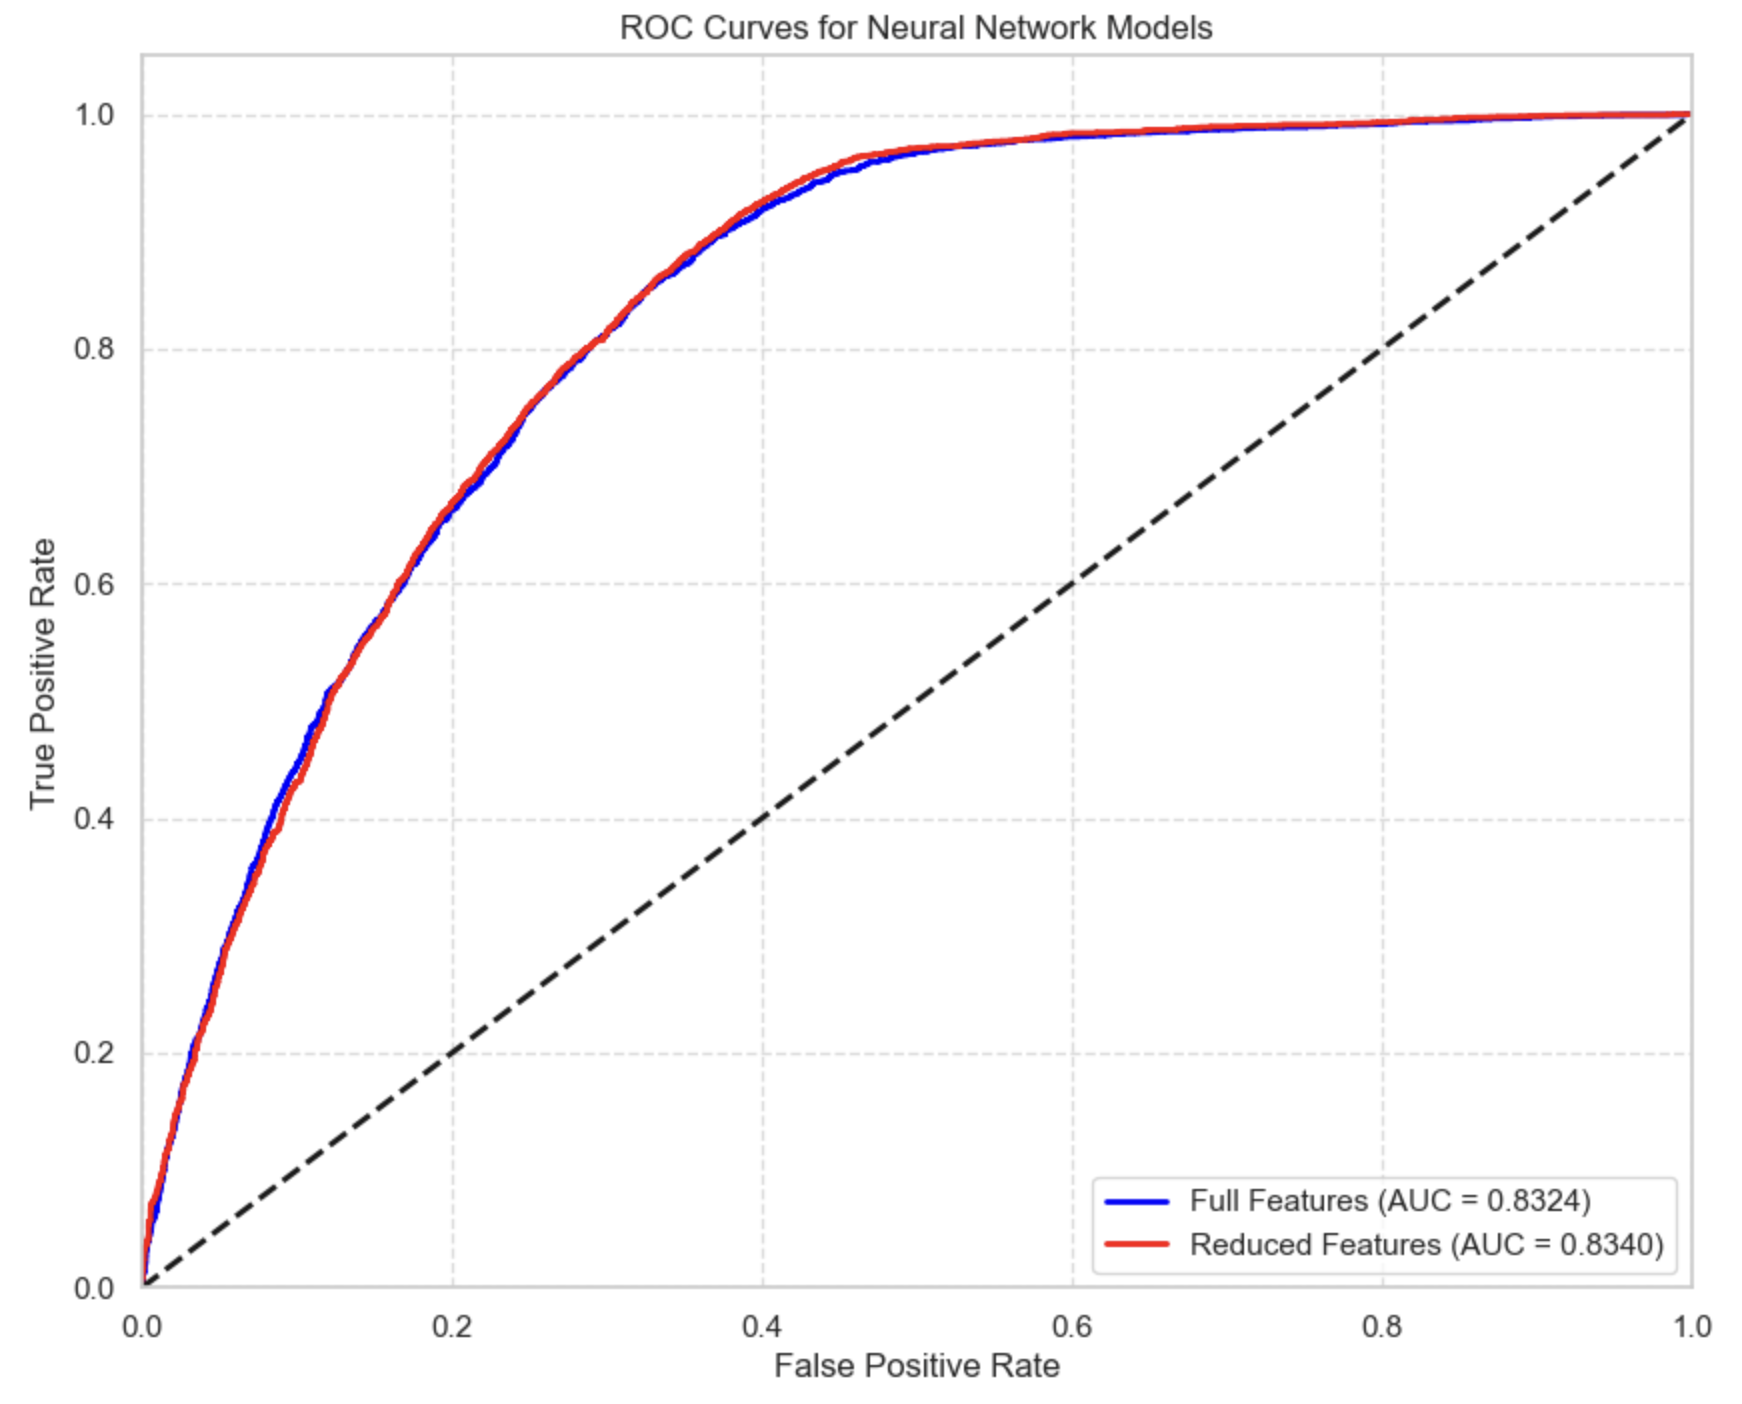 ROC Curves for Neural Network Models
1.0
0.8
0.6
0.4
0.2
0.0
True Positive Rate
0.0 0.2 0.4 0.6 0.8 1.0
False Positive Rate
Full Features (AUC = 0.8324)
Reduced Features (AUC = 0.8340)